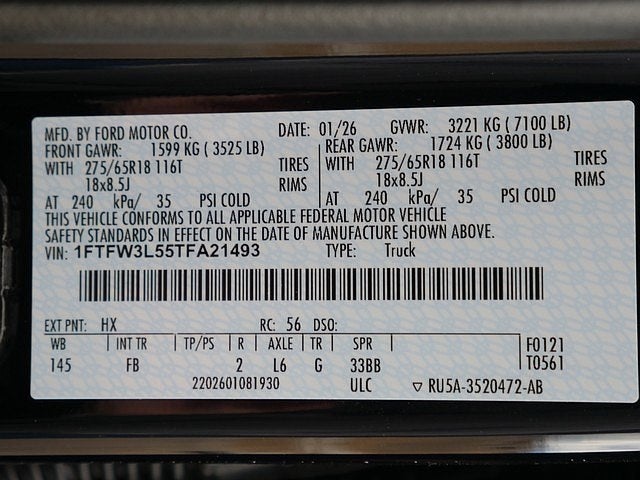 MFD. BY FORD MOTOR CO. DATE: 01/26 GVWR: 3221 KG ( 7100 LB)
FRONT GAWR: 1599 KG ( 3525 LB) REAR GAWR: 1724 KG ( 3800 LB)
WITH 275/65R18 116T TIRES WITH 275/65R18 116T TIRES
18x8.5J RIMS 18x8.5J RIMS
AT 240 kPa/ 35 PSI COLD AT 240 kPa/ 35 PSI COLD
THIS VEHICLE CONFORMS TO ALL APPLICABLE FEDERAL MOTOR VEHICLE
SAFETY STANDARDS IN EFFECT ON THE DATE OF MANUFACTURE SHOWN ABOVE.
VIN: 1FTFW3L55TFA21493 TYPE: Truck
EXT PNT: HX RC: 56 DSO:
WB | INT TR | TP/PS | R | AXLE | TR | SPR | F0121
145 FB 2 L6 G 33BB T0561
2202601081930 ULC ▽ RU5A-3520472-AB